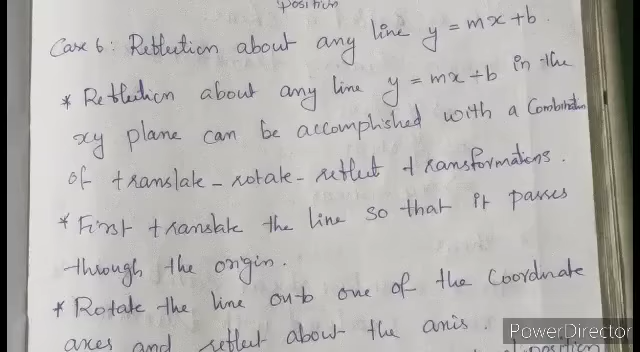 position
Case 6: Reflection about any line y = mx + b.
* Reflection about any line y = mx + b in the
xy plane can be accomplished with a Combination
of translate - rotate - reflect transformations.
* First translate the line so that it passes
through the origin.
* Rotate the line onto one of the Coordinate
axes and reflect about the axis.
position
PowerDirector